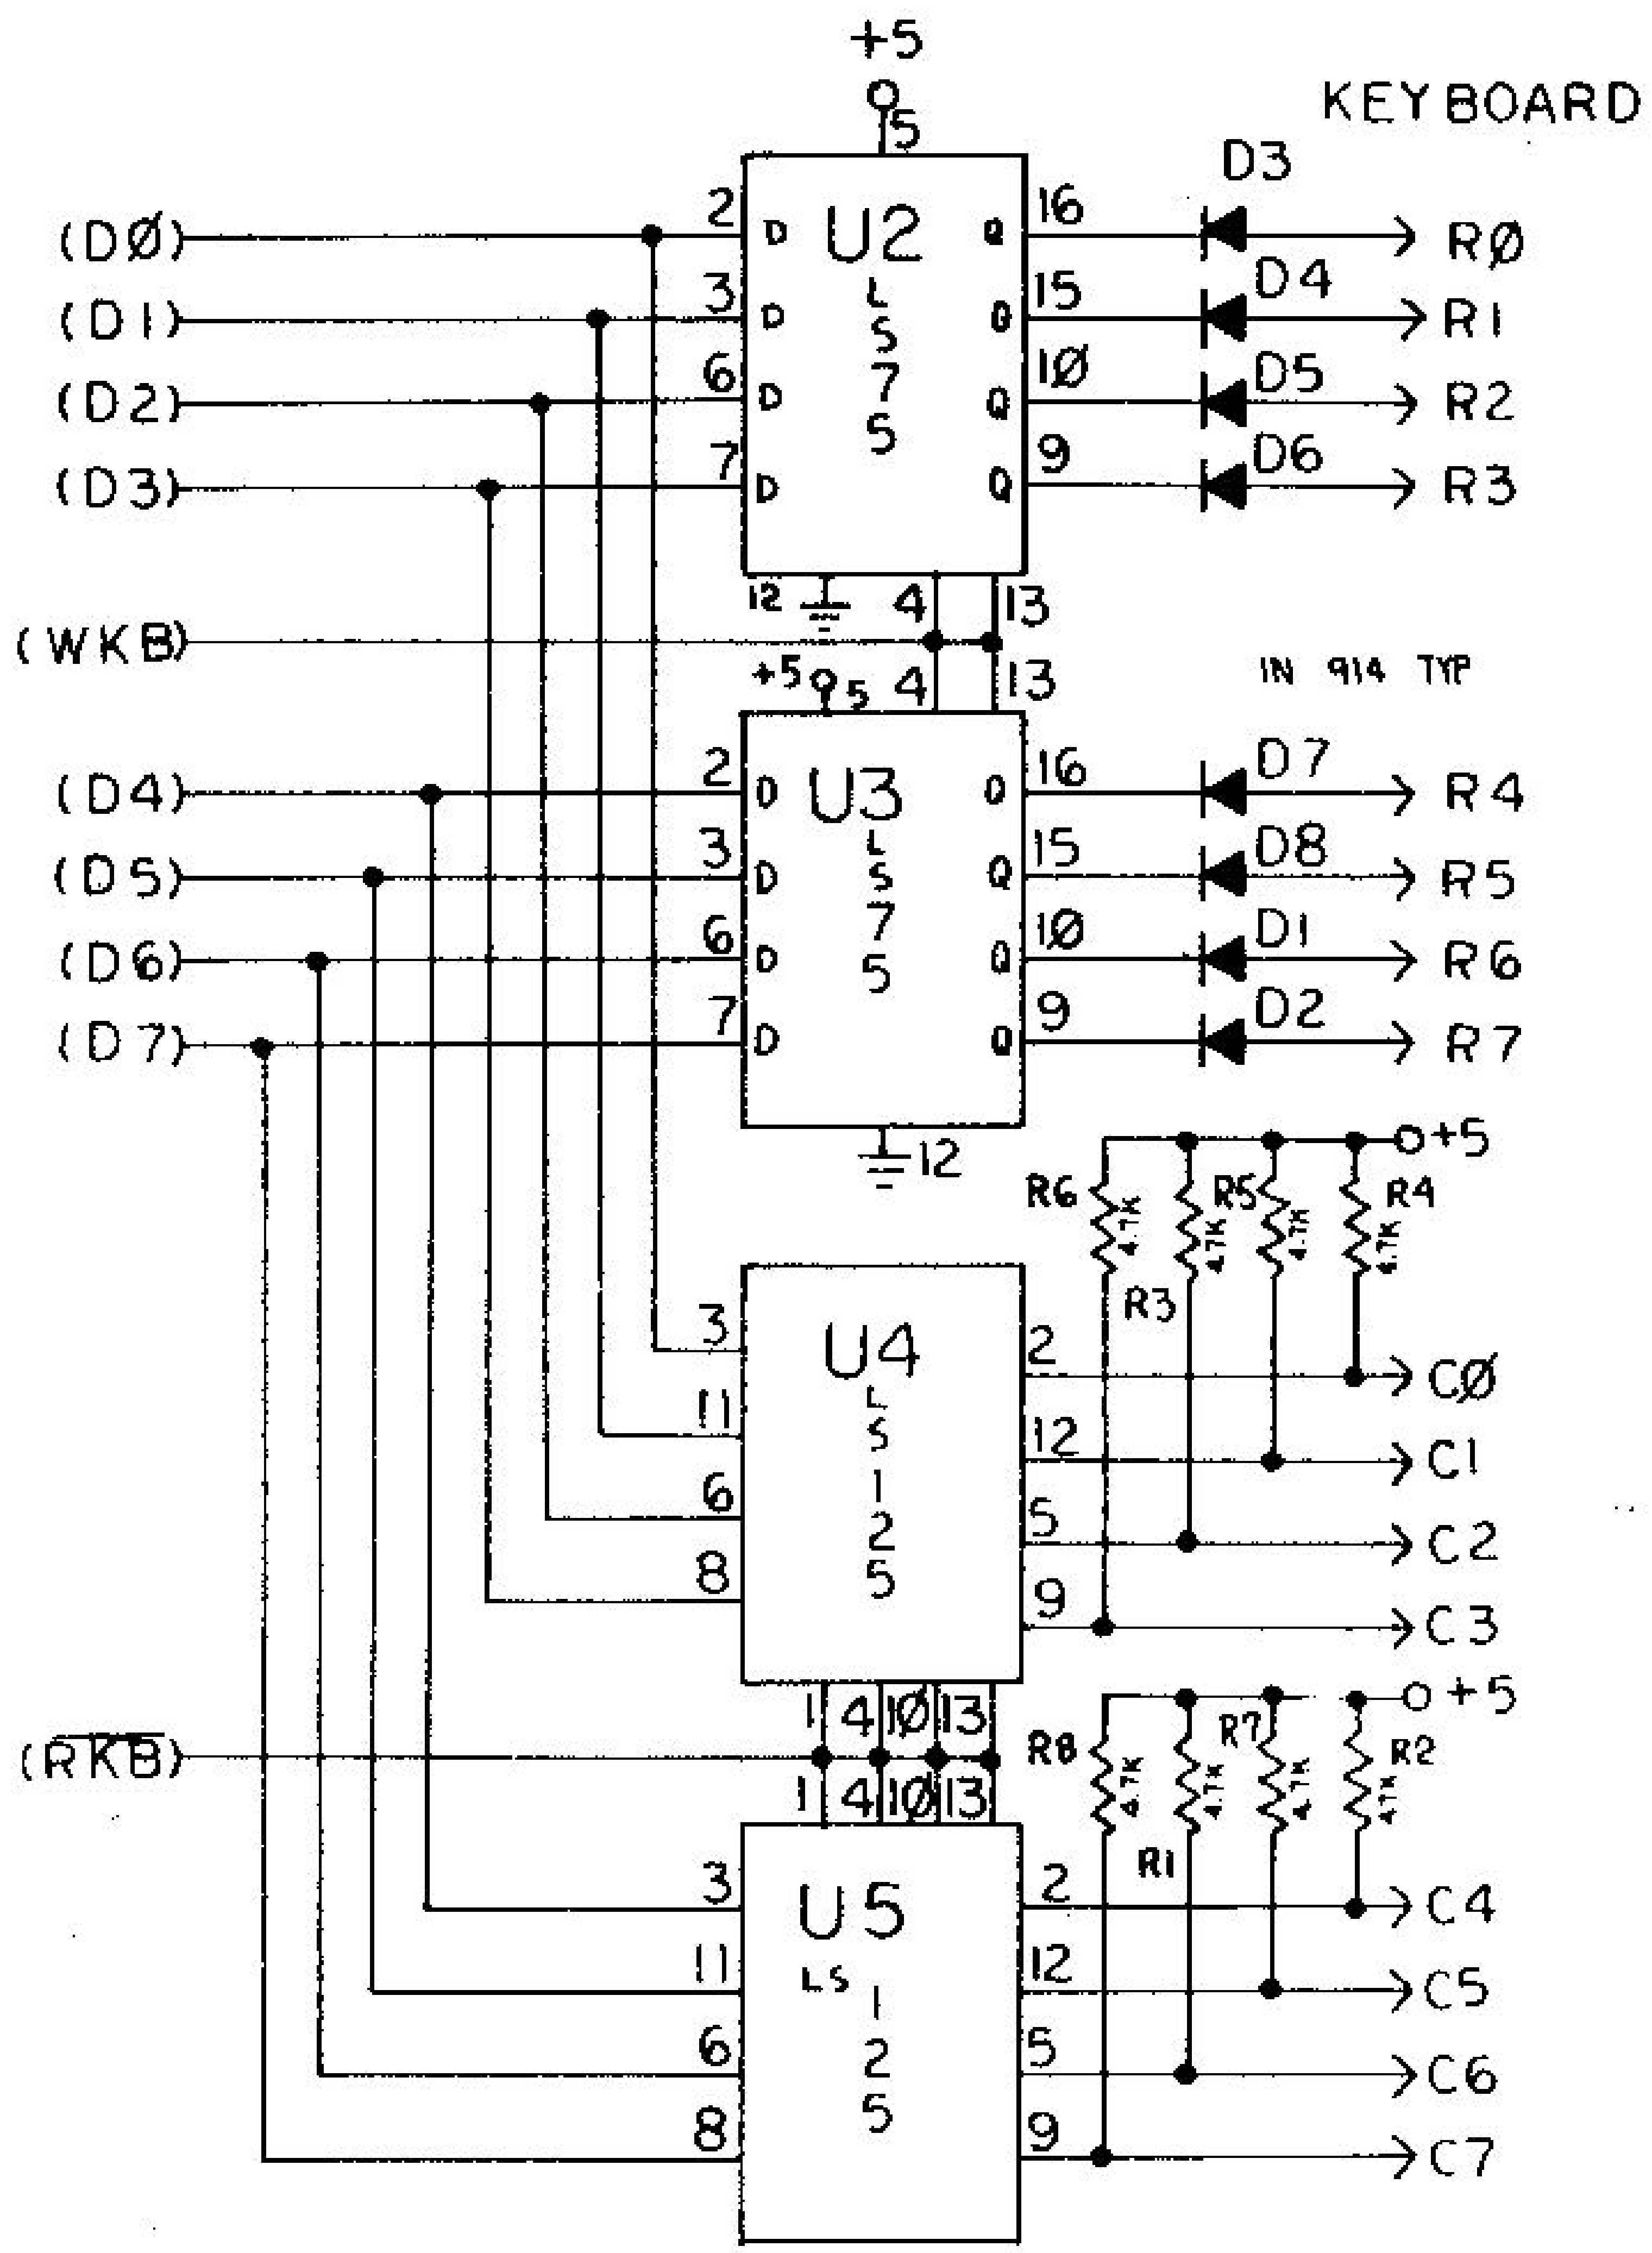 +5
KEYBOARD
5
D3
(DØ) 2 D U2 Q 16 RØ
D4
(D1) 3 D L Q 15 R1
S
D5
(D2) 6 D 7 Q 1Ø R2
5
D6
(D3) 7 D Q 9 R3
12 4 13
(WKB)
+5 5 4 13
IN 914 TYP
D7
(D4) 2 D U3 Q 16 R4
L
D8
(D5) 3 D S Q 15 R5
7
D1
(D6) 6 D 5 Q 1Ø R6
D2
(D7) 7 D Q 9 R7
12
+5
R6 4.7K 4.7K R5 4.7K 4.7K R4
R3
3 U4 2 CØ
L
S
11 12 C1
1
6 2 5 C2
5
8 9 C3
1 4 1Ø 13
+5
(RKB)
R8 4.7K 4.7K R7 4.7K 4.7K R2
1 4 1Ø 13
R1
3 U5 2 C4
11 LS 12 C5
1
6 2 5 C6
5
8 9 C7